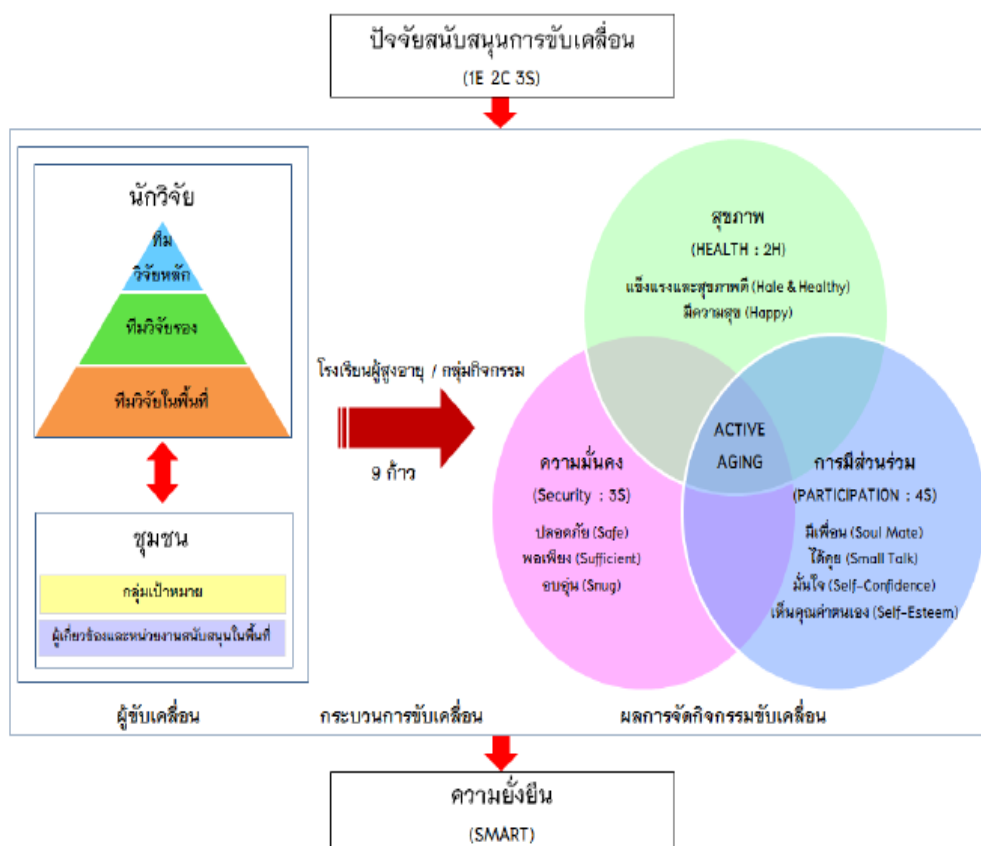 ปัจจัยสนับสนุนการขับเคลื่อน
(1E 2C 3S)
นักวิจัย
ทีม
วิจัยหลัก
ทีมวิจัยรอง
ทีมวิจัยในพื้นที่
ชุมชน
กลุ่มเป้าหมาย
ผู้เกี่ยวข้องและหน่วยงานสนับสนุนในพื้นที่
โรงเรียนผู้สูงอายุ / กลุ่มกิจกรรม
9 ก้าว
สุขภาพ
(HEALTH : 2H)
แข็งแรงและสุขภาพดี (Hale & Healthy)
มีความสุข (Happy)
ACTIVE
AGING
ความมั่นคง
(Security : 3S)
ปลอดภัย (Safe)
พอเพียง (Sufficient)
อบอุ่น (Snug)
การมีส่วนร่วม
(PARTICIPATION : 4S)
มีเพื่อน (Soul Mate)
ได้คุย (Small Talk)
มั่นใจ (Self-Confidence)
เห็นคุณค่าตนเอง (Self-Esteem)
ผู้ขับเคลื่อน
กระบวนการขับเคลื่อน
ผลการจัดกิจกรรมขับเคลื่อน
ความยั่งยืน
(SMART)